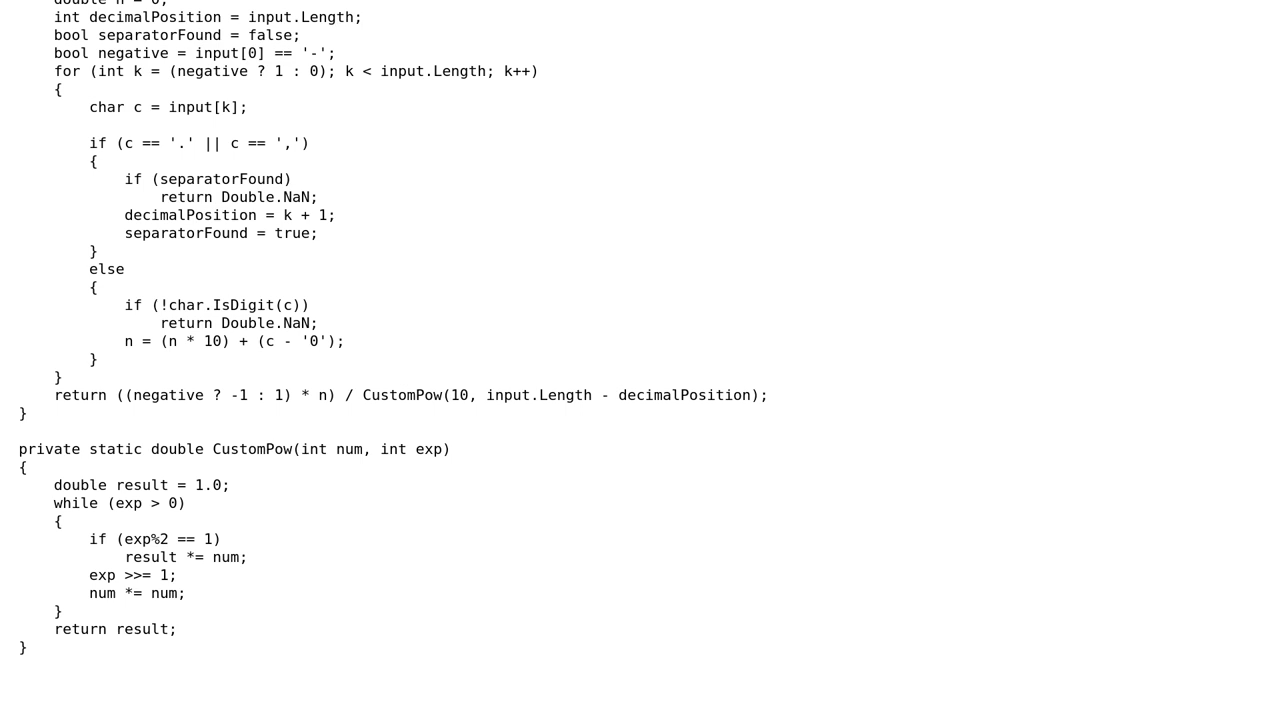 double n = 0;
    int decimalPosition = input.Length;
    bool separatorFound = false;
    bool negative = input[0] == '-';
    for (int k = (negative ? 1 : 0); k < input.Length; k++)
    {
        char c = input[k];

        if (c == '.' || c == ',')
        {
            if (separatorFound)
                return Double.NaN;
            decimalPosition = k + 1;
            separatorFound = true;
        }
        else
        {
            if (!char.IsDigit(c))
                return Double.NaN;
            n = (n * 10) + (c - '0');
        }
    }
    return ((negative ? -1 : 1) * n) / CustomPow(10, input.Length - decimalPosition);
}

private static double CustomPow(int num, int exp)
{
    double result = 1.0;
    while (exp > 0)
    {
        if (exp%2 == 1)
            result *= num;
        exp >>= 1;
        num *= num;
    }
    return result;
}